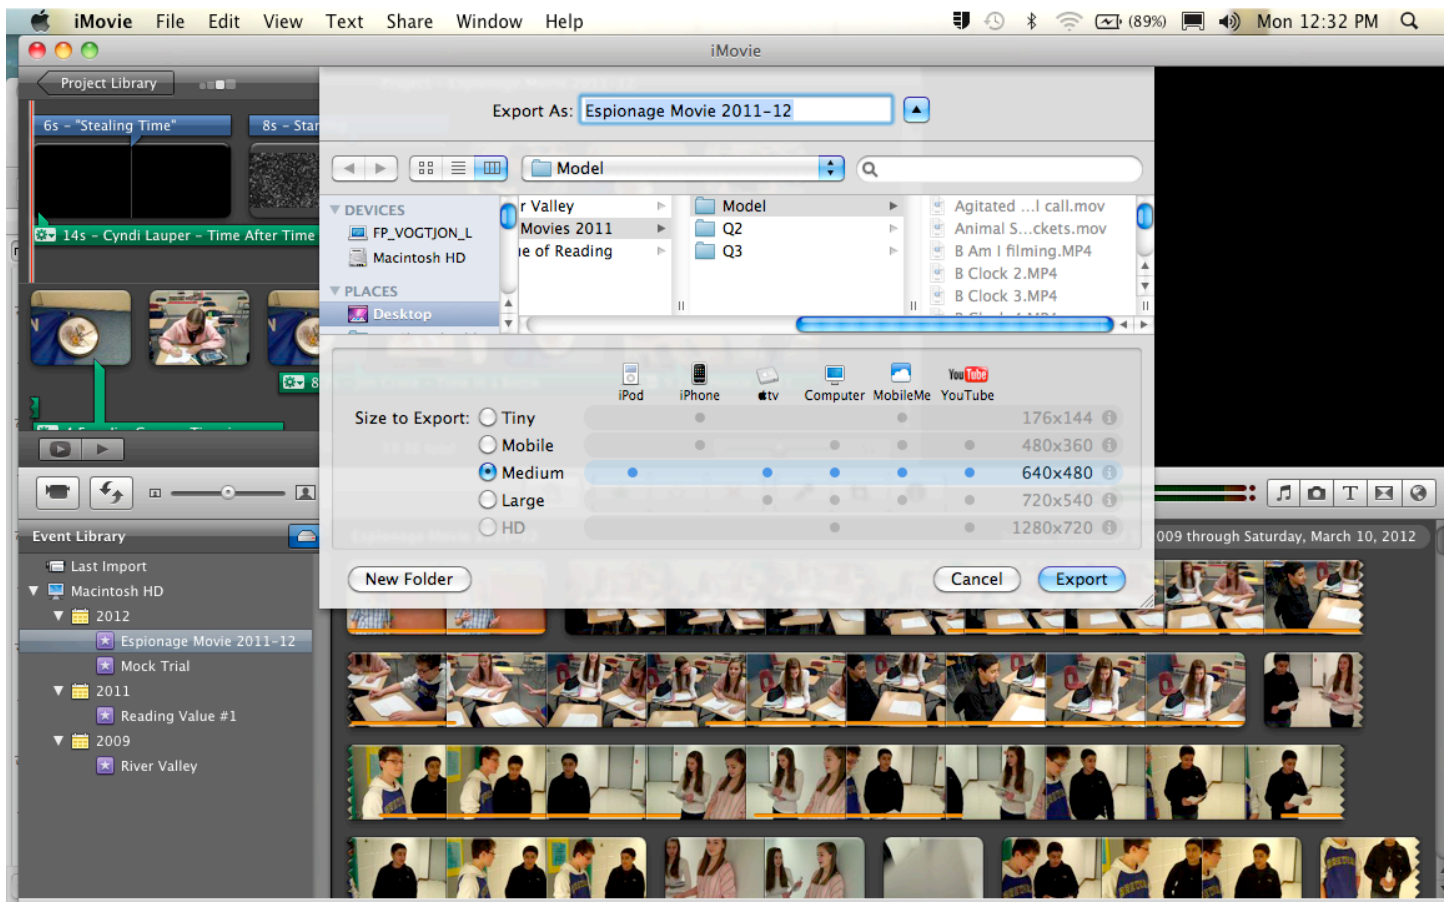 iMovie File Edit View Text Share Window Help (89%) Mon 12:32 PM
iMovie
Project Library
Export As: Espionage Movie 2011-12
6s - "Stealing Time" 8s - Star
Model
14s - Cyndi Lauper - Time After Time
DEVICES
FP_VOGTJON_L
Macintosh HD
PLACES
Desktop
r Valley
Movies 2011
e of Reading
Model
Q2
Q3
Agitated ...l call.mov
Animal S...ckets.mov
B Am I filming.MP4
B Clock 2.MP4
B Clock 3.MP4
iPod iPhone tv Computer MobileMe YouTube
You Tube
Size to Export: Tiny 176x144
Mobile 480x360
Medium 640x480
Large 720x540
HD 1280x720
New Folder Cancel Export
Event Library
009 through Saturday, March 10, 2012
Last Import
Macintosh HD
2012
Espionage Movie 2011-12
Mock Trial
2011
Reading Value #1
2009
River Valley